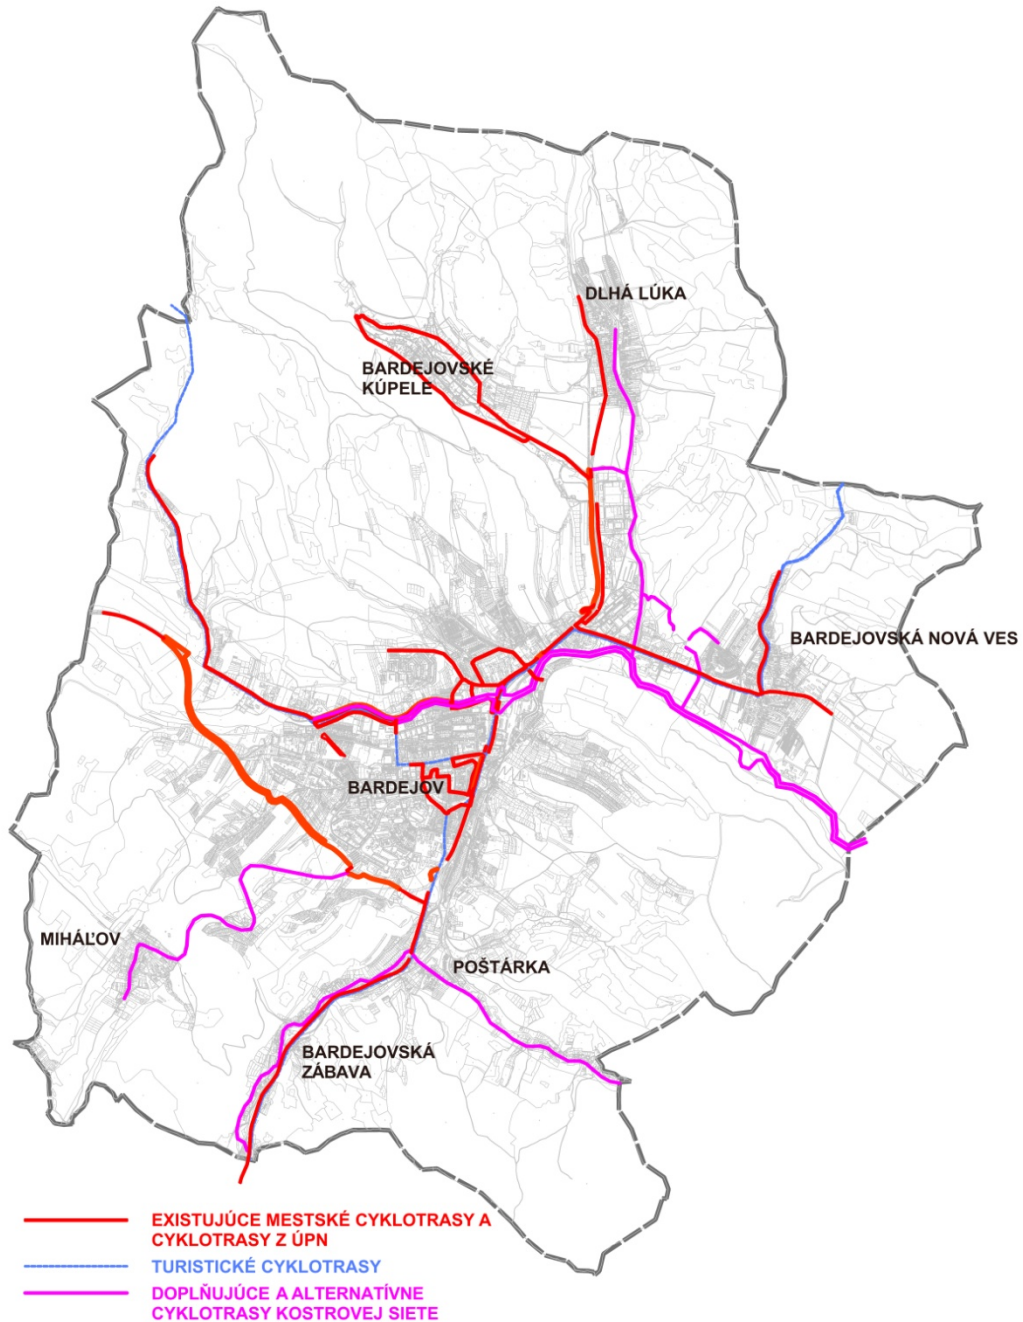 DLHÁ LÚKA
BARDEJOVSKÉ
KÚPELE
BARDEJOVSKÁ NOVÁ VES
BARDEJOV
MIHÁĽOV
POŠTÁRKA
BARDEJOVSKÁ
ZÁBAVA
EXISTUJÚCE MESTSKÉ CYKLOTRASY A
CYKLOTRASY Z ÚPN
TURISTICKÉ CYKLOTRASY
DOPLŇUJÚCE A ALTERNATÍVNE
CYKLOTRASY KOSTROVEJ SIETE